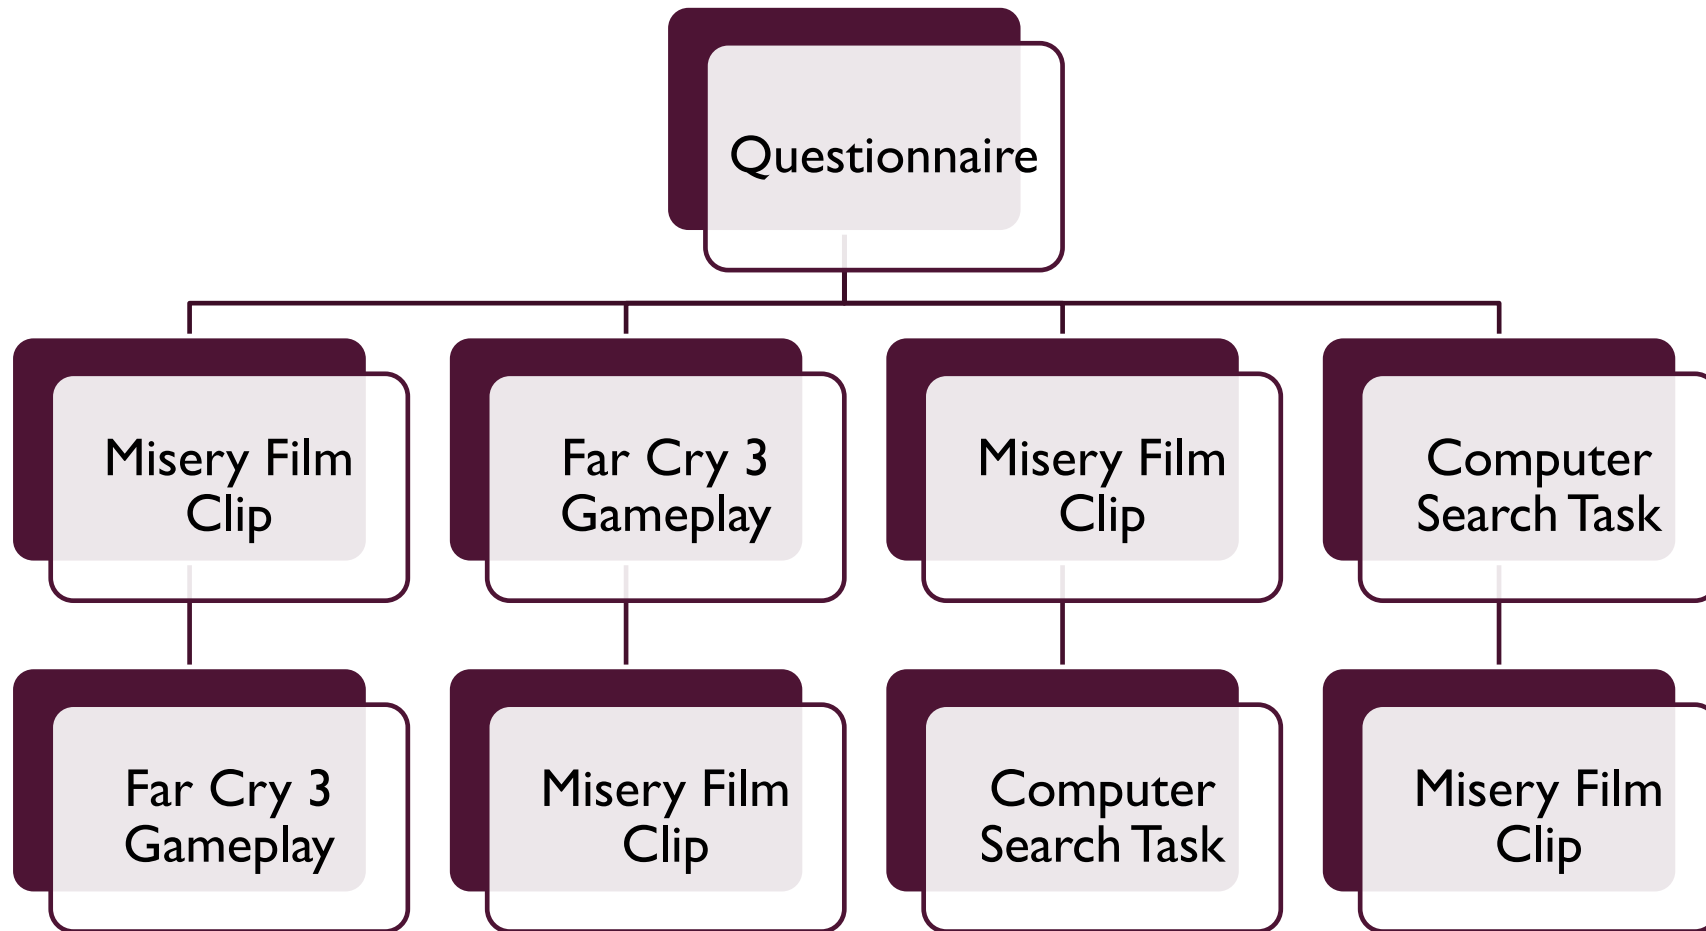 Questionnaire
Misery Film
Clip
Far Cry 3
Gameplay
Misery Film
Clip
Computer
Search Task
Far Cry 3
Gameplay
Misery Film
Clip
Computer
Search Task
Misery Film
Clip